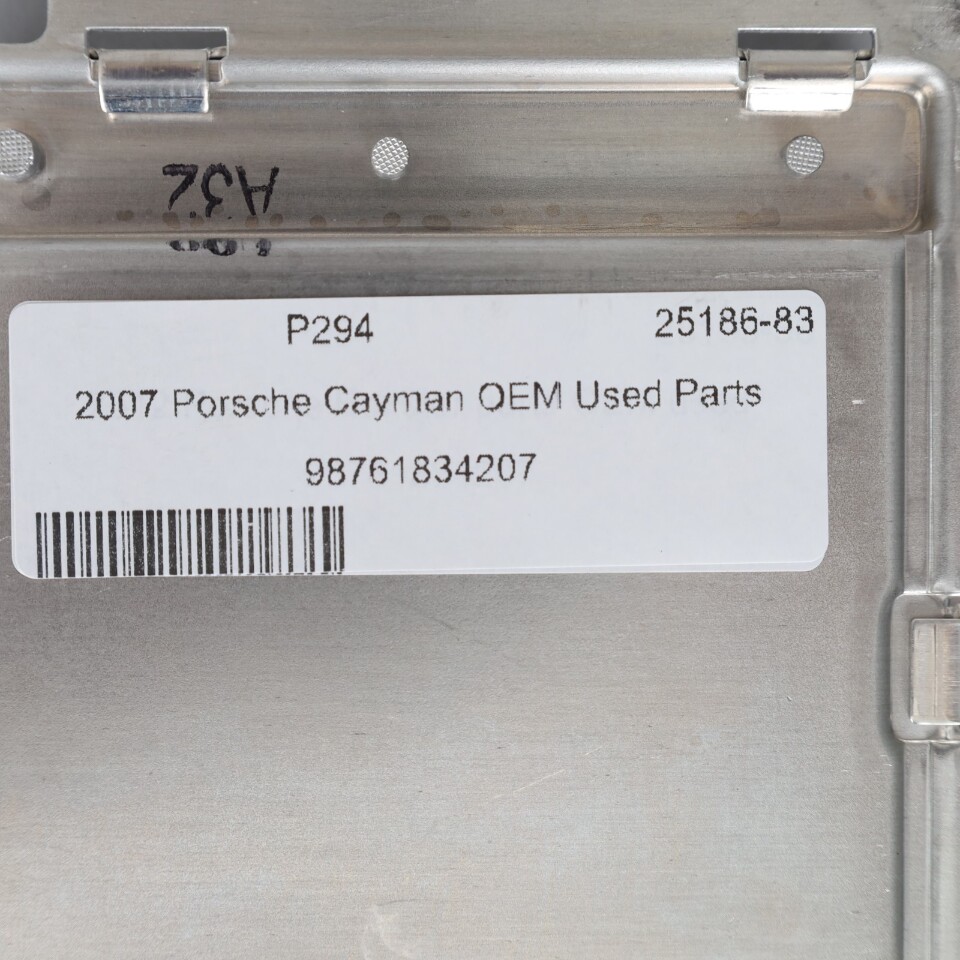 A32
P294 25186-83
2007 Porsche Cayman OEM Used Parts
98761834207